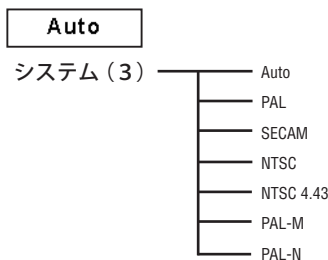 Auto
システム（3）
Auto
PAL
SECAM
NTSC
NTSC 4.43
PAL-M
PAL-N